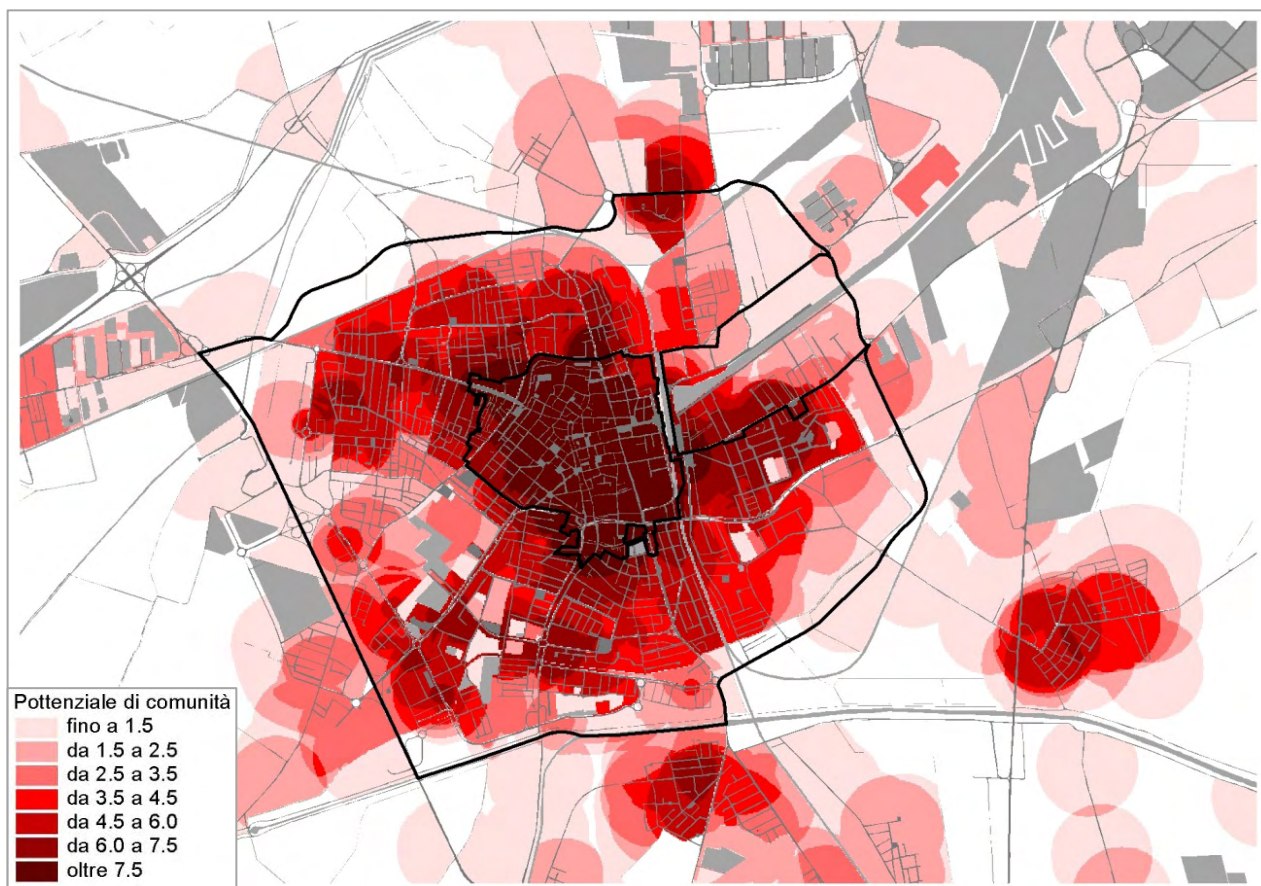 Pottenziale di comunità
fino a 1.5
da 1.5 a 2.5
da 2.5 a 3.5
da 3.5 a 4.5
da 4.5 a 6.0
da 6.0 a 7.5
oltre 7.5